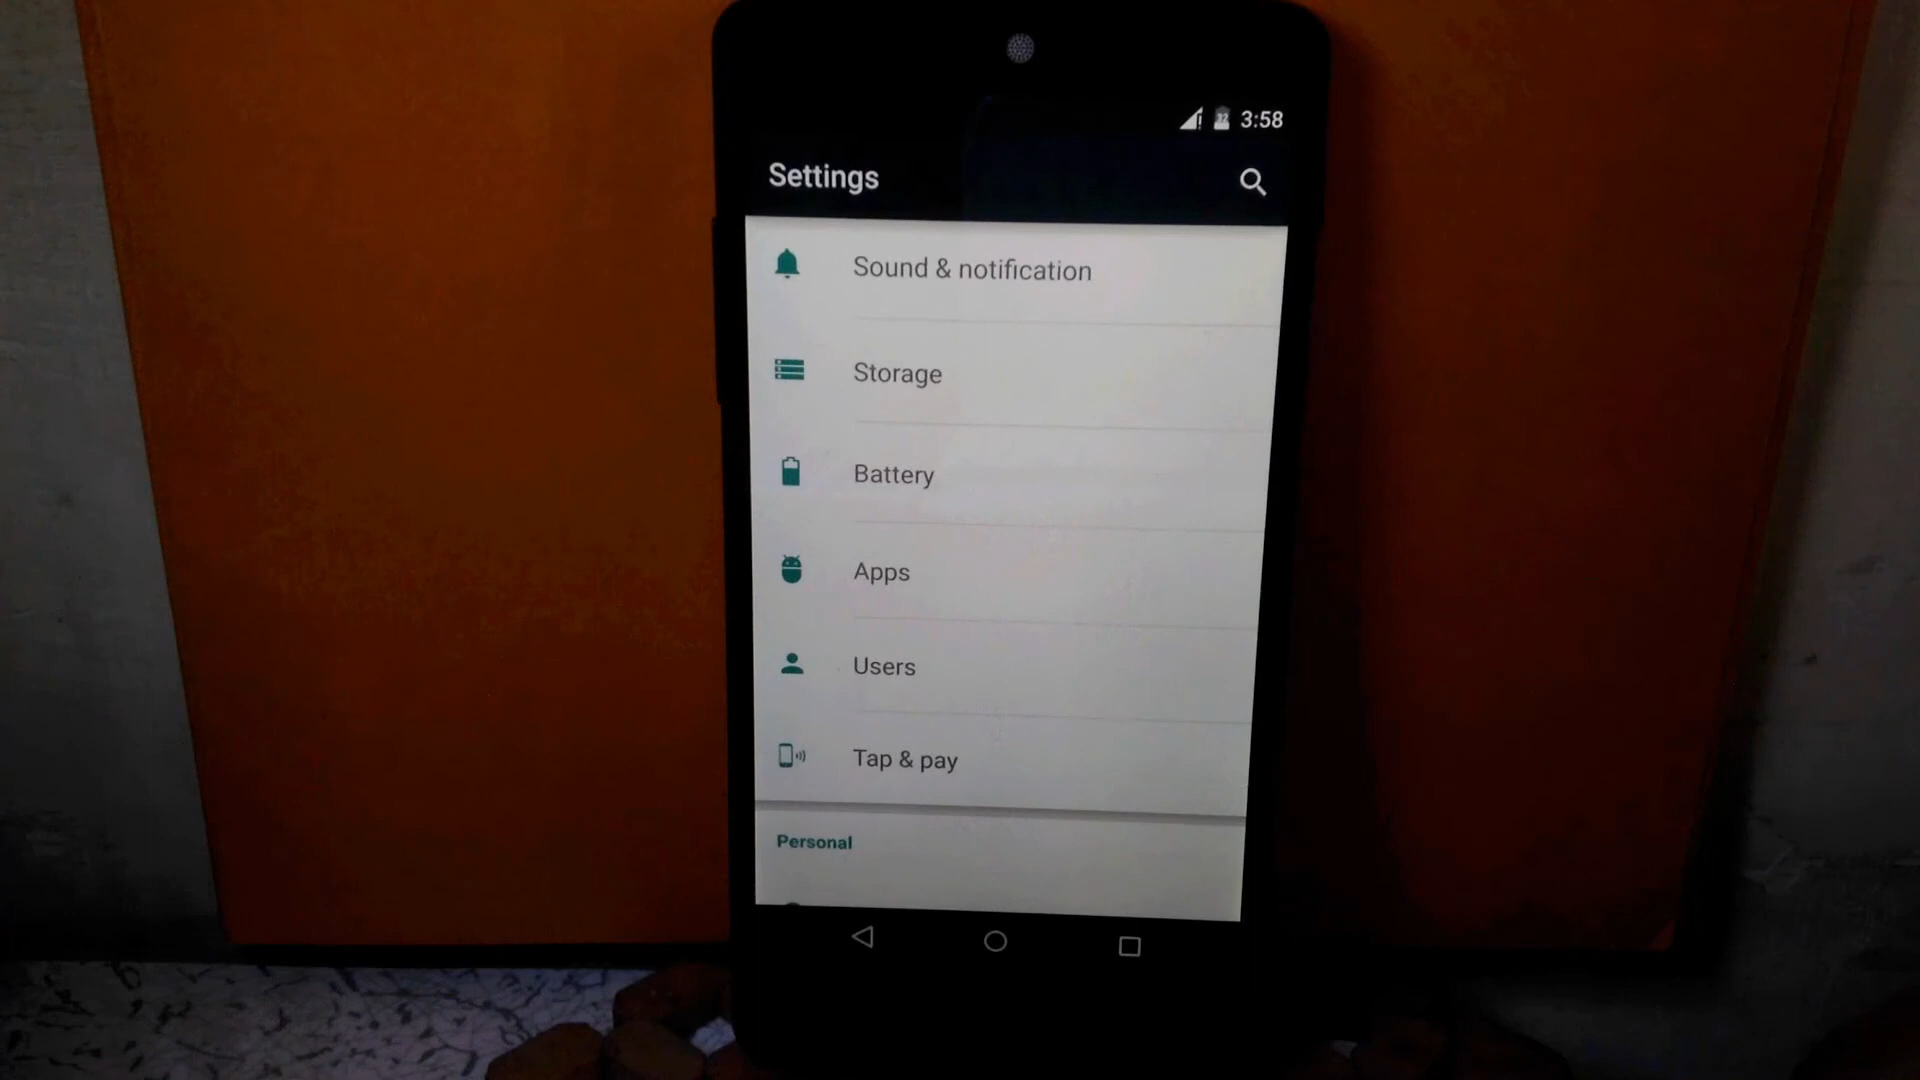 3:58
Settings
Sound & notification
Storage
Battery
Apps
Users
Tap & pay
Personal